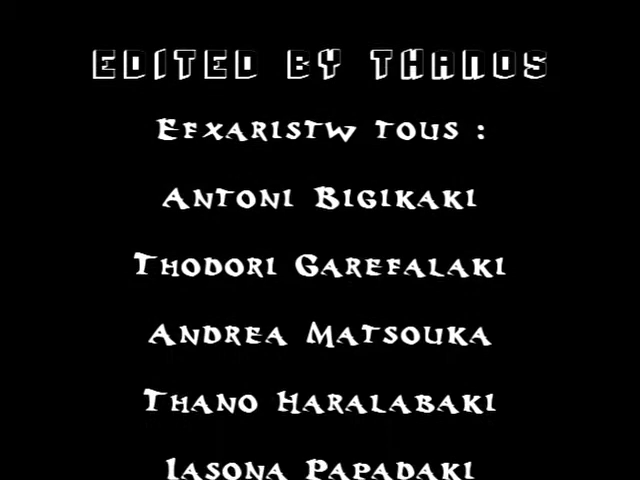 EDITED BY THANOS
EFXARISTW TOUS :
ANTONI BIGIKAKI
THODORI GAREFALAKI
ANDREA MATSOUKA
THANO HARALABAKI
IASONA PAPADAKI